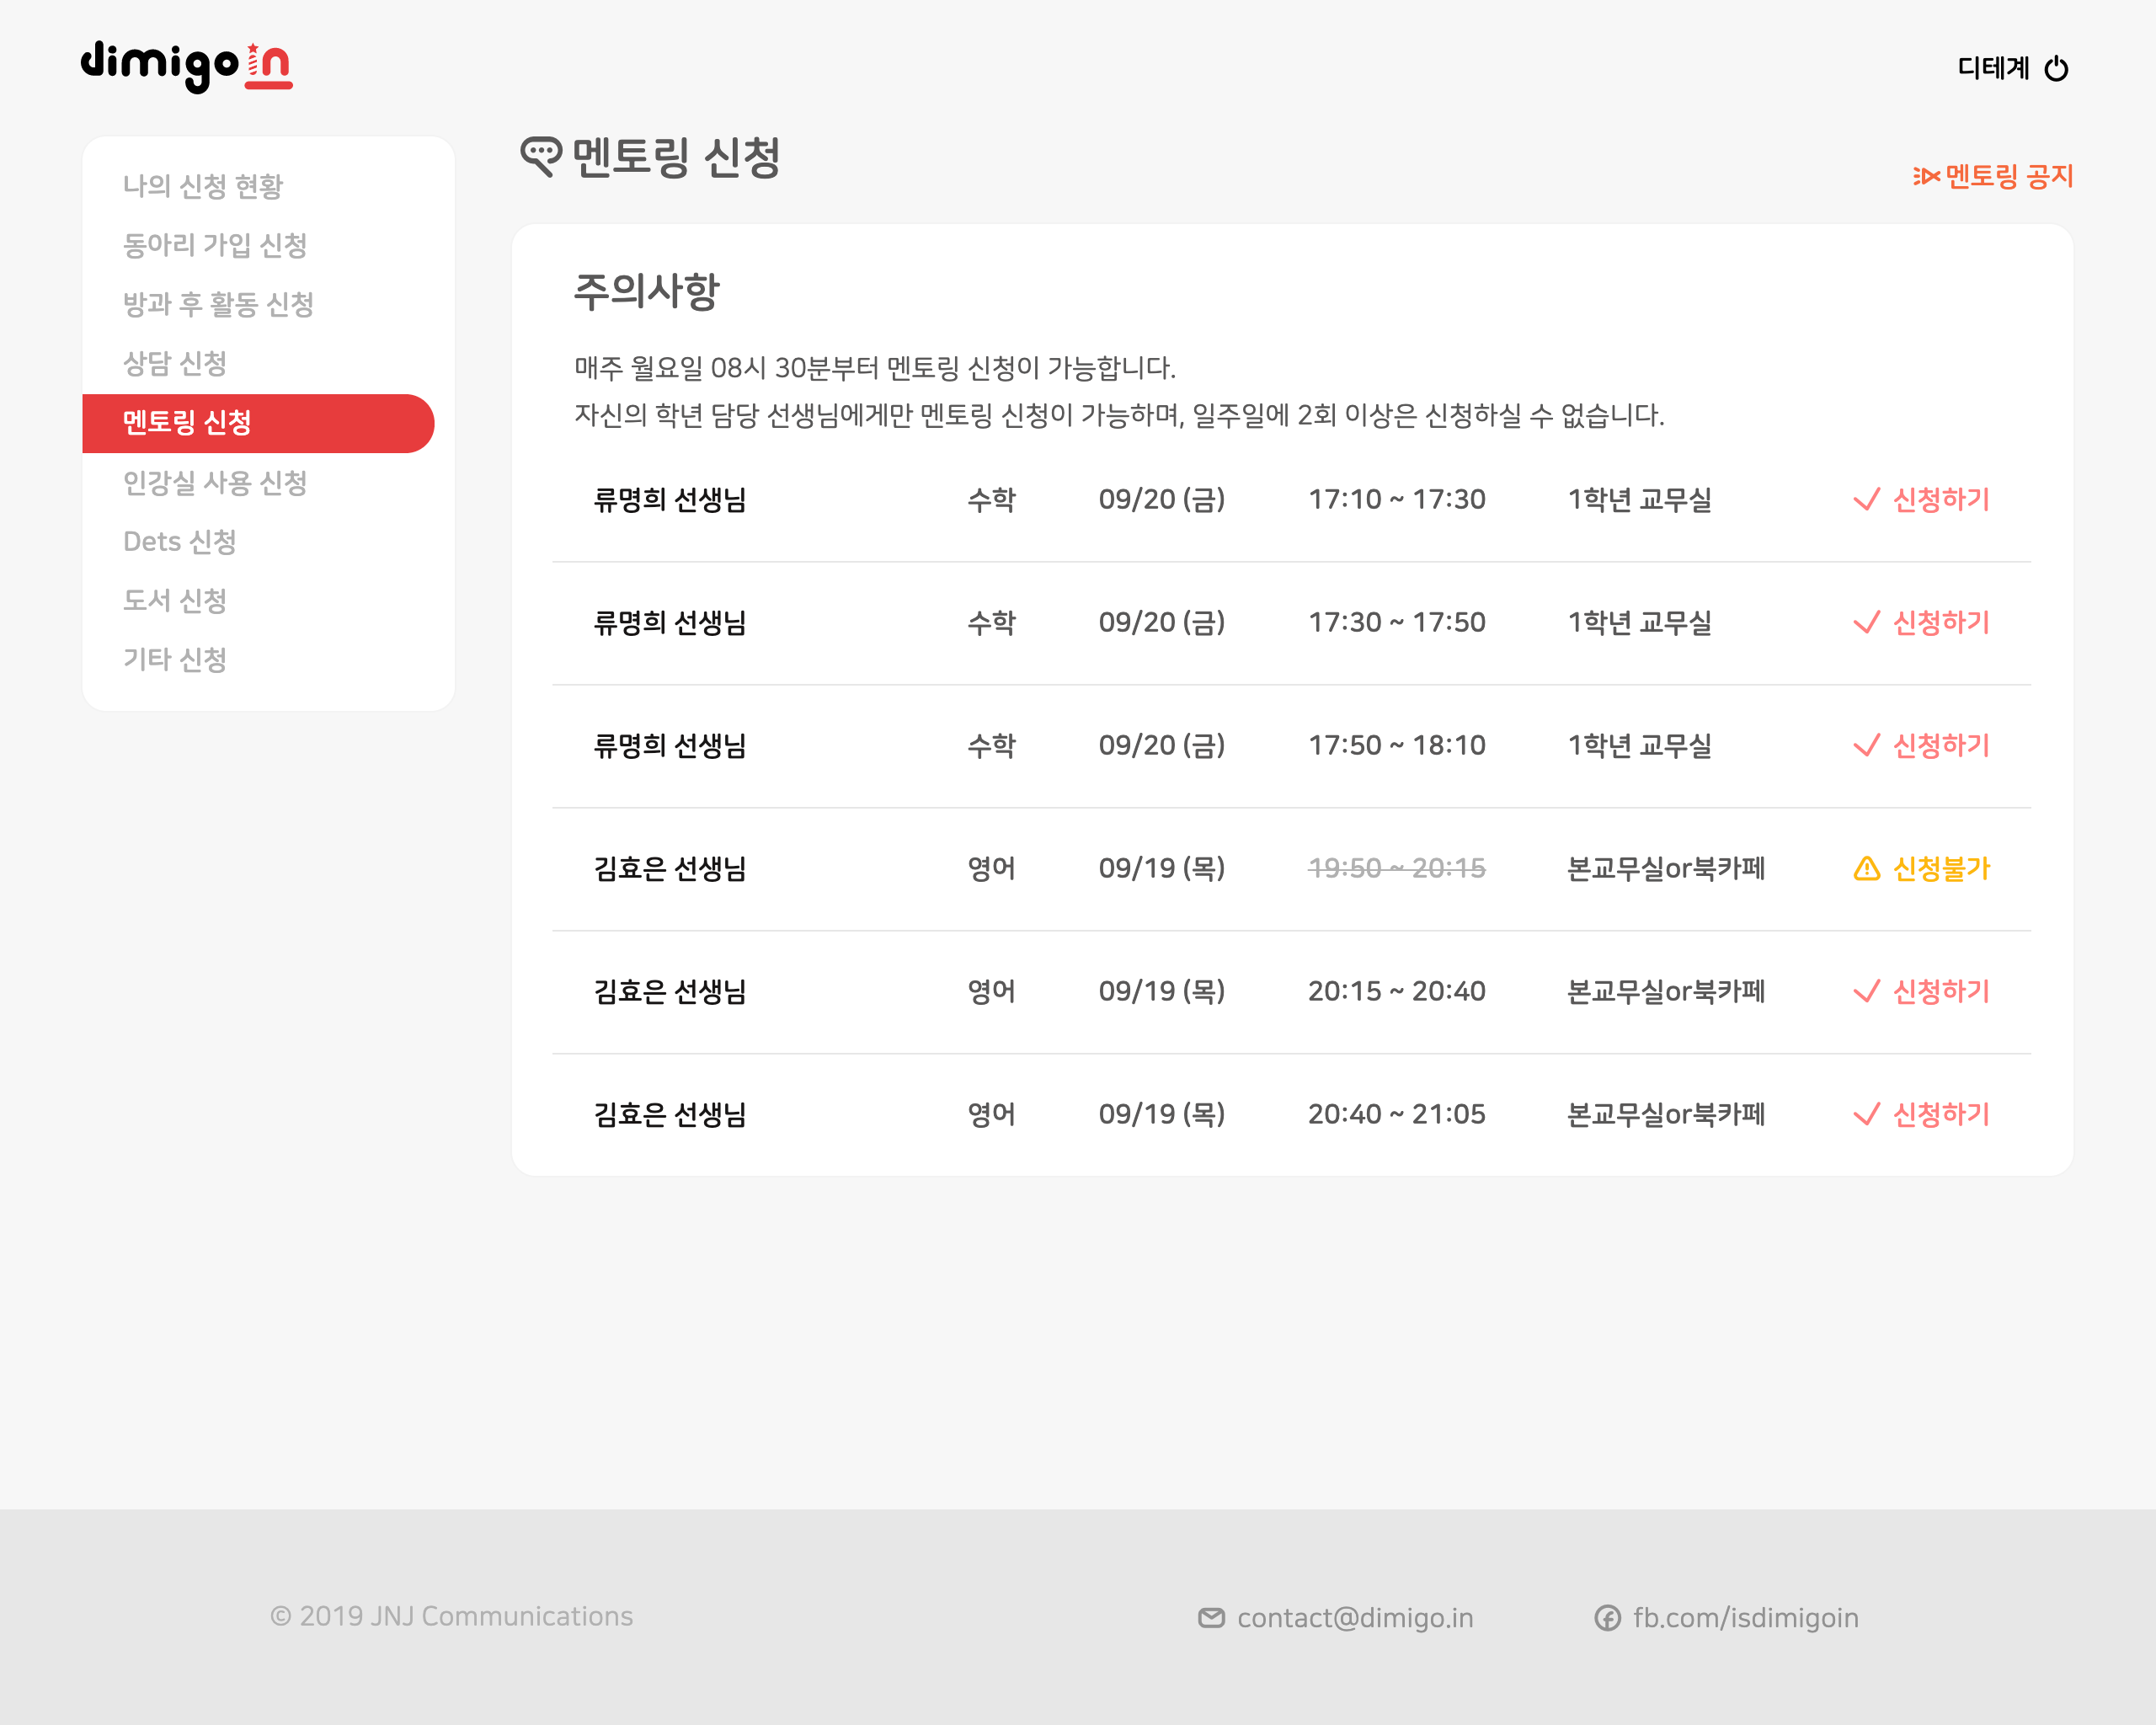 dimigoin
디테계
나의 신청 현황
동아리 가입 신청
방과 후 활동 신청
상담 신청
멘토링 신청
인강실 사용 신청
Dets 신청
도서 신청
기타 신청
멘토링 신청
멘토링 공지
주의사항
매주 월요일 08시 30분부터 멘토링 신청이 가능합니다.
자신의 학년 담당 선생님에게만 멘토링 신청이 가능하며, 일주일에 2회 이상은 신청하실 수 없습니다.
류명희 선생님 수학 09/20 (금) 17:10 ~ 17:30 1학년 교무실 신청하기
류명희 선생님 수학 09/20 (금) 17:30 ~ 17:50 1학년 교무실 신청하기
류명희 선생님 수학 09/20 (금) 17:50 ~ 18:10 1학년 교무실 신청하기
김효은 선생님 영어 09/19 (목) 19:50 ~ 20:15 본교무실or북카페 신청불가
김효은 선생님 영어 09/19 (목) 20:15 ~ 20:40 본교무실or북카페 신청하기
김효은 선생님 영어 09/19 (목) 20:40 ~ 21:05 본교무실or북카페 신청하기
© 2019 JNJ Communications
contact@dimigo.in
fb.com/isdimigoin